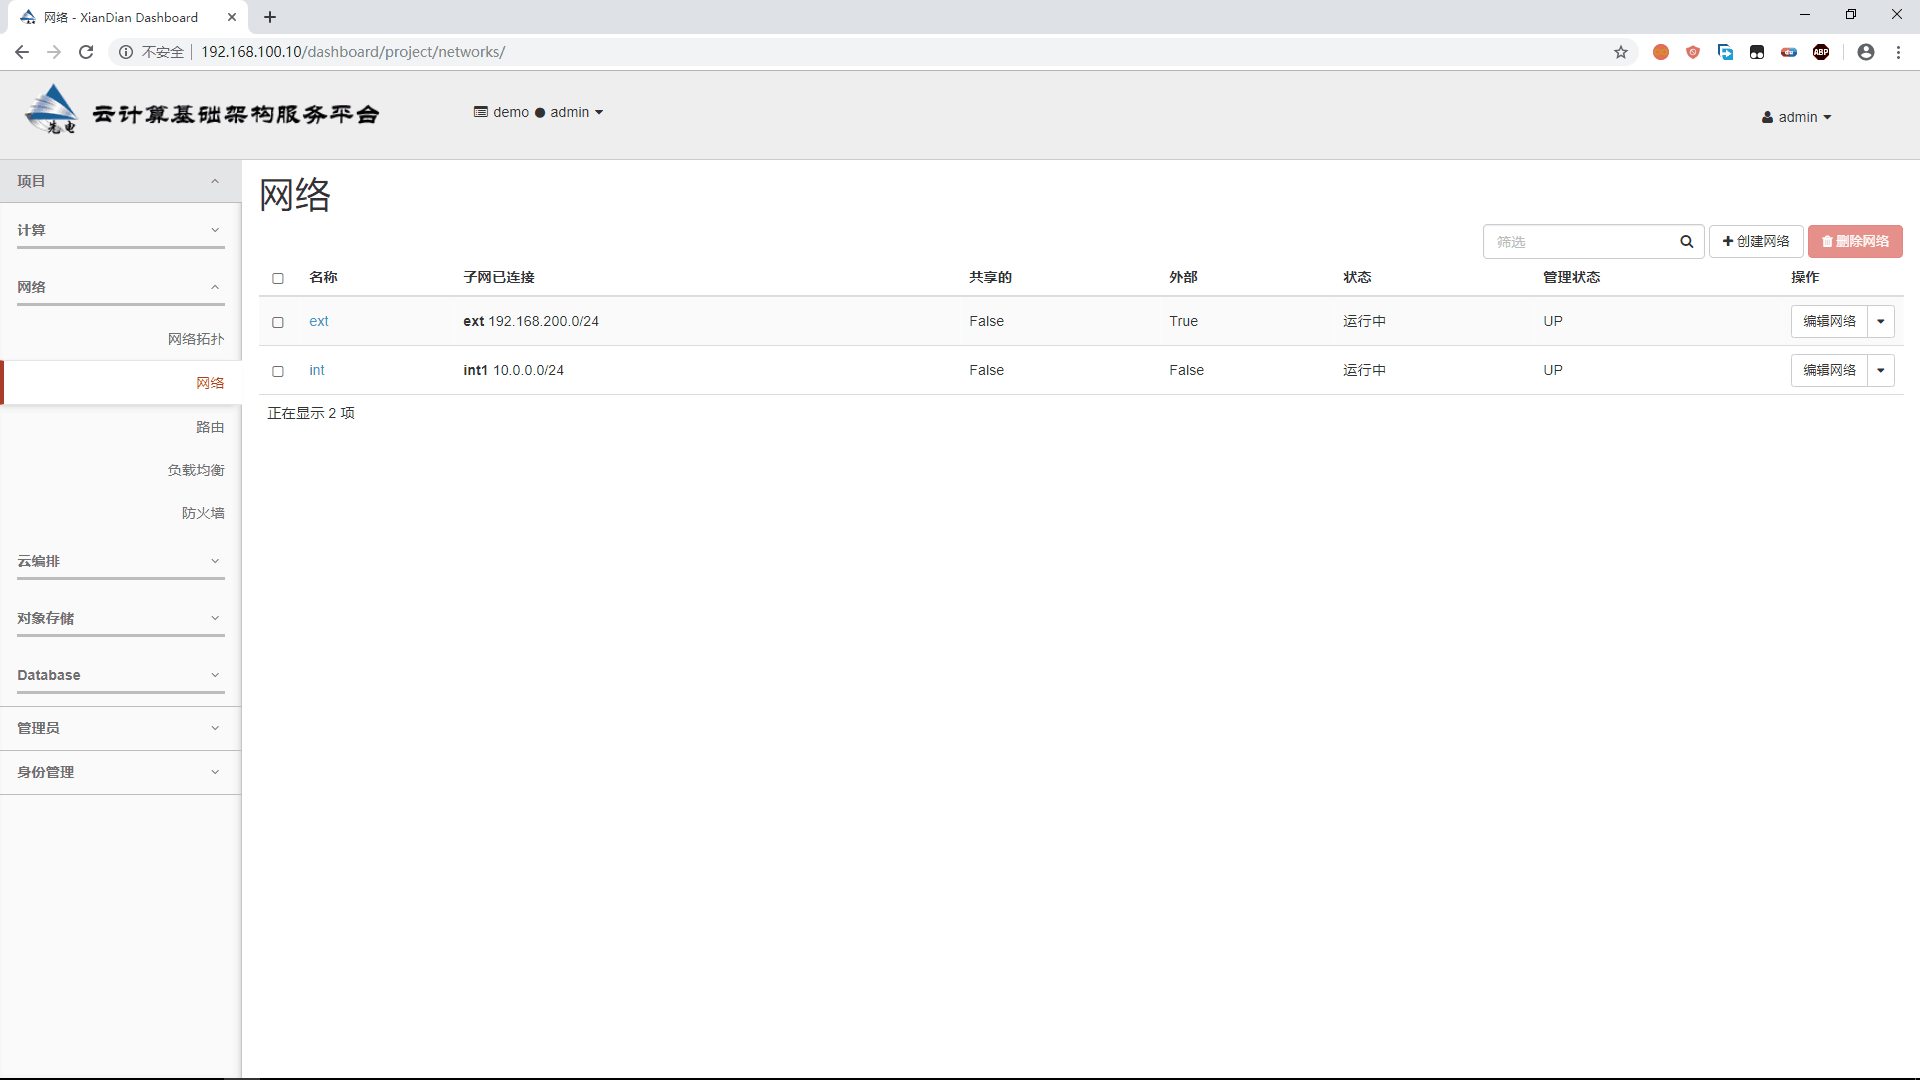 网络 - XianDian Dashboard
不安全 192.168.100.10/dashboard/project/networks/
ABP
先电
云计算基础架构服务平台
demo ● admin
admin
项目
计算
网络
网络拓扑
网络
路由
负载均衡
防火墙
云编排
对象存储
Database
管理员
身份管理
网络
筛选
创建网络
删除网络
名称 子网已连接 共享的 外部 状态 管理状态 操作
ext ext 192.168.200.0/24 False True 运行中 UP 编辑网络
int int1 10.0.0.0/24 False False 运行中 UP 编辑网络
正在显示 2 项